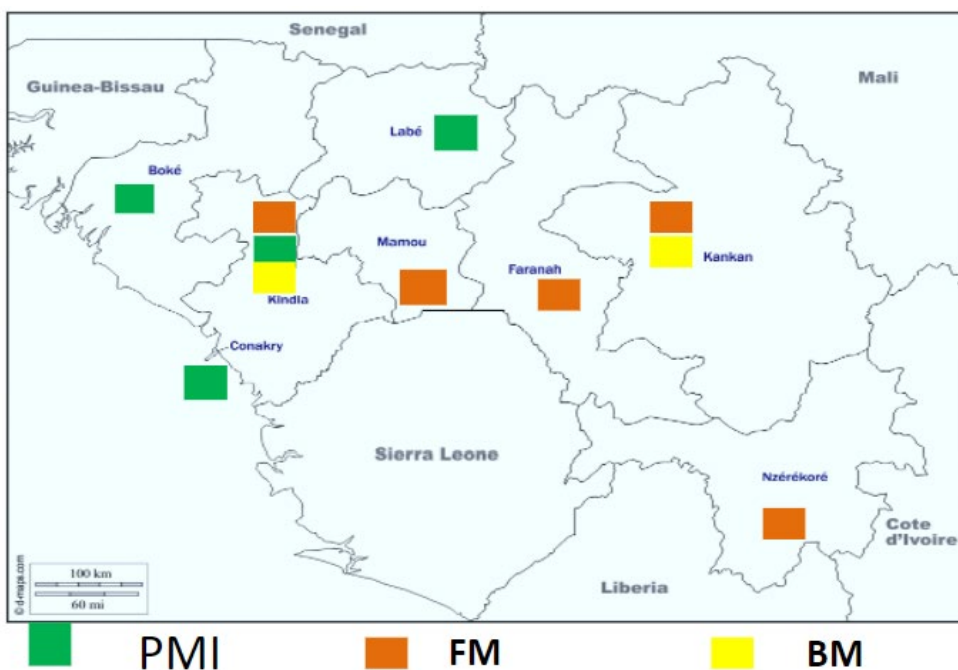 Senegal
Guinea-Bissau
Mali
Labé
Boké
Mamou
Faranah
Kankan
Kindia
Conakry
Sierra Leone
Nzérékoré
Cote
d'Ivoire
Liberia
100 km
60 mi
© d-maps.com
PMI
FM
BM